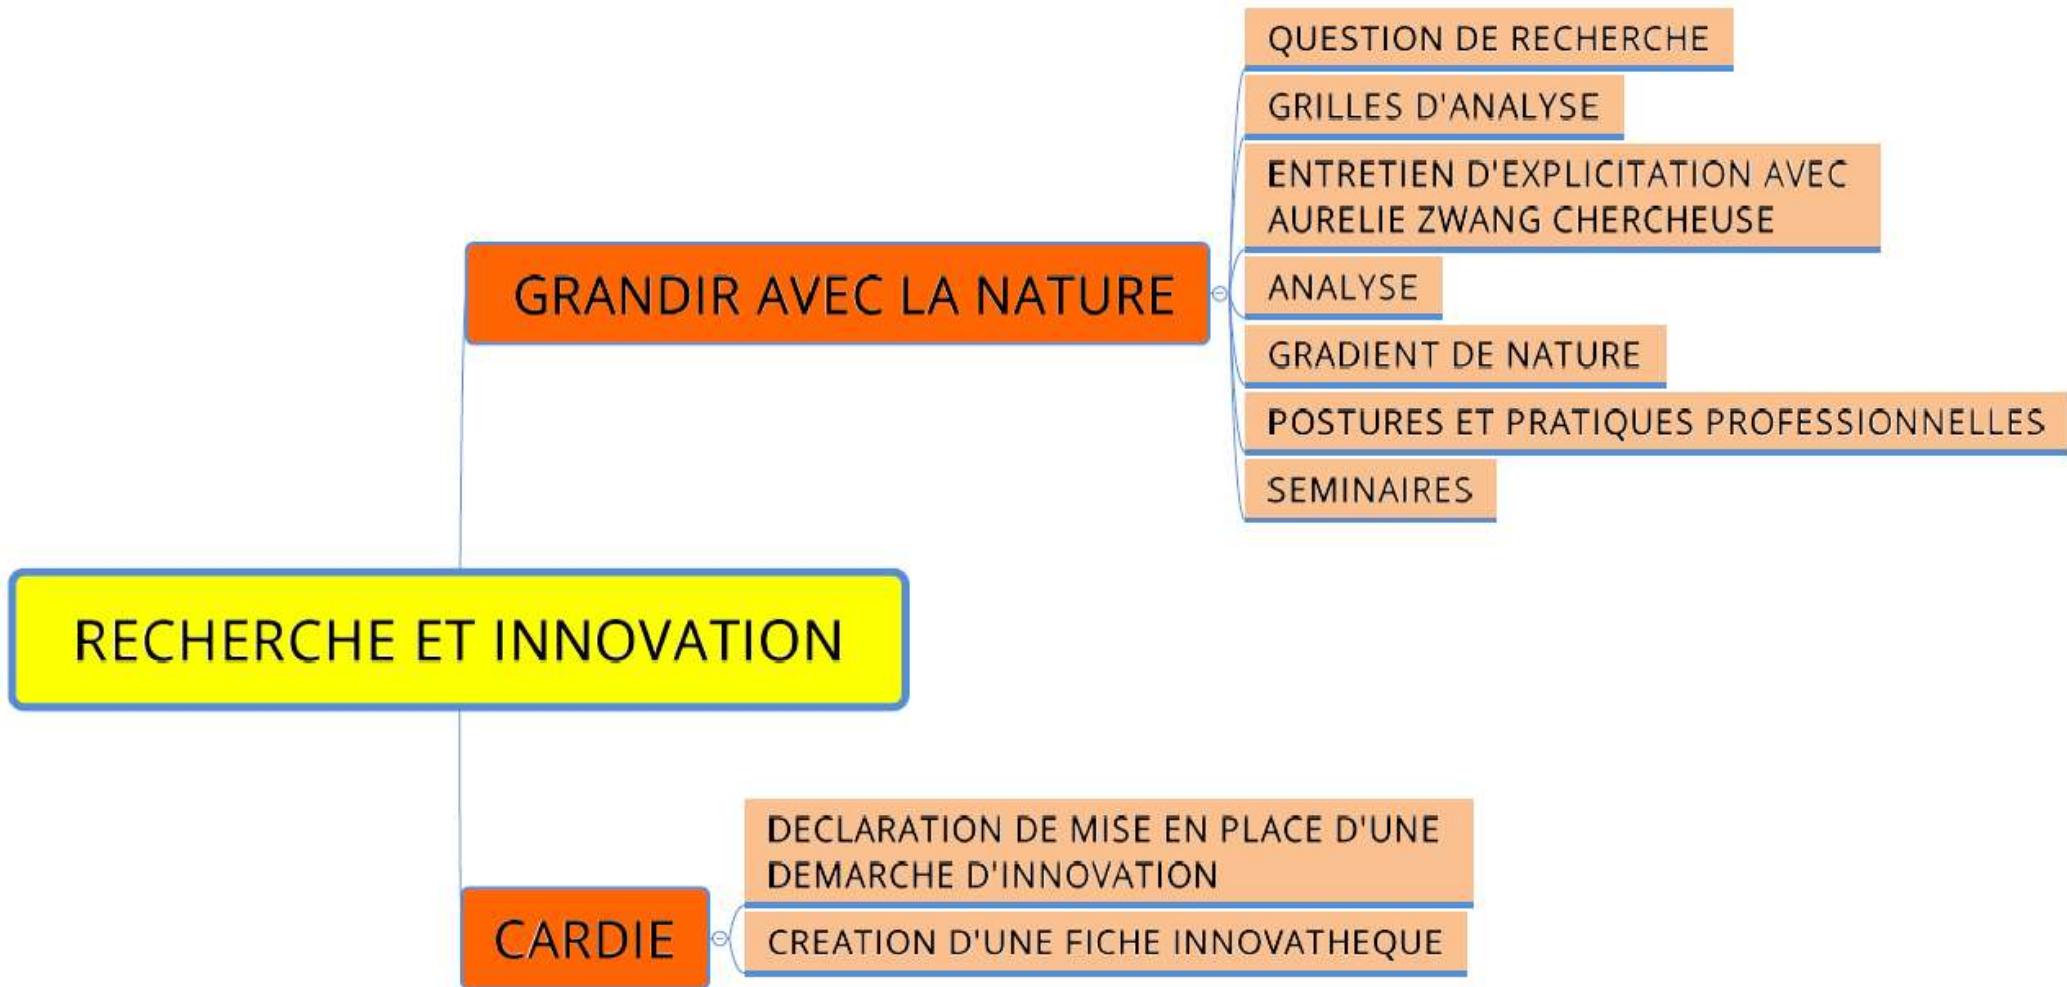 QUESTION DE RECHERCHE
GRILLES D'ANALYSE
ENTRETIEN D'EXPLICITATION AVEC
AURELIE ZWANG CHERCHEUSE
GRANDIR AVEC LA NATURE
ANALYSE
GRADIENT DE NATURE
POSTURES ET PRATIQUES PROFESSIONNELLES
SEMINAIRES
RECHERCHE ET INNOVATION
DECLARATION DE MISE EN PLACE D'UNE
DEMARCHE D'INNOVATION
CARDIE
CREATION D'UNE FICHE INNOVATHEQUE